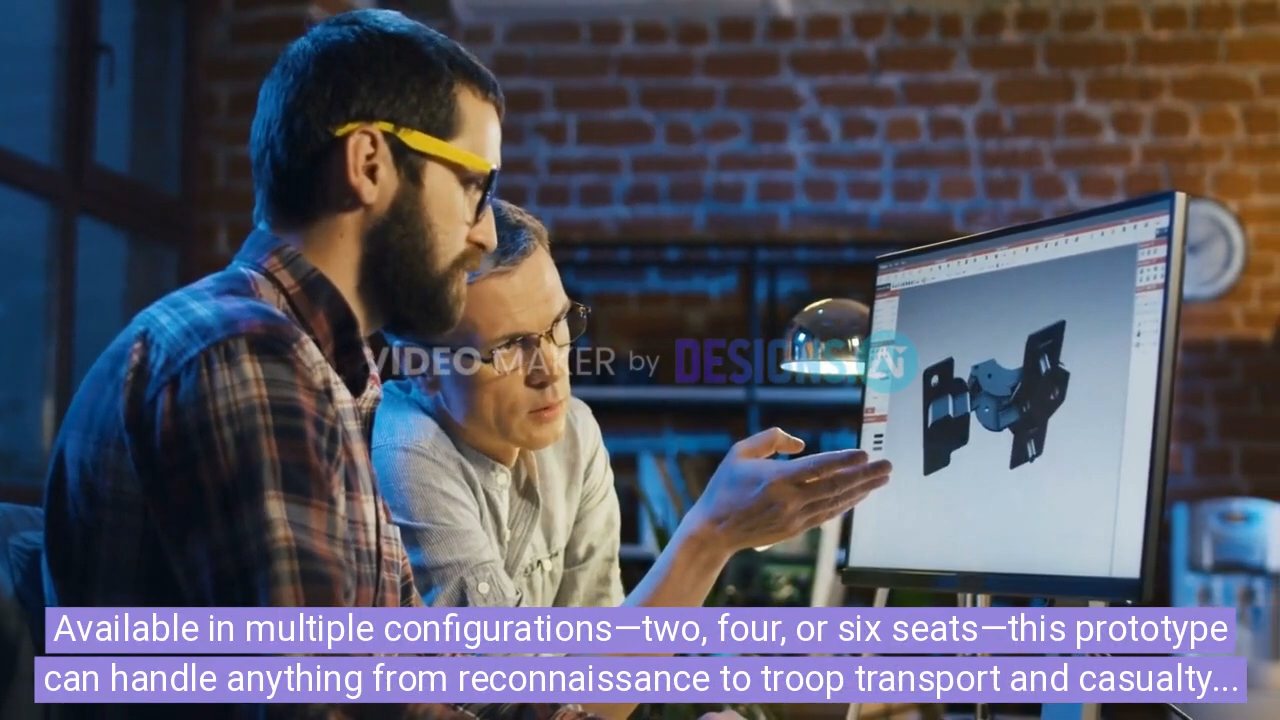 VIDEO MAKER by DESIGNS.AI
Available in multiple configurations—two, four, or six seats—this prototype
can handle anything from reconnaissance to troop transport and casualty...